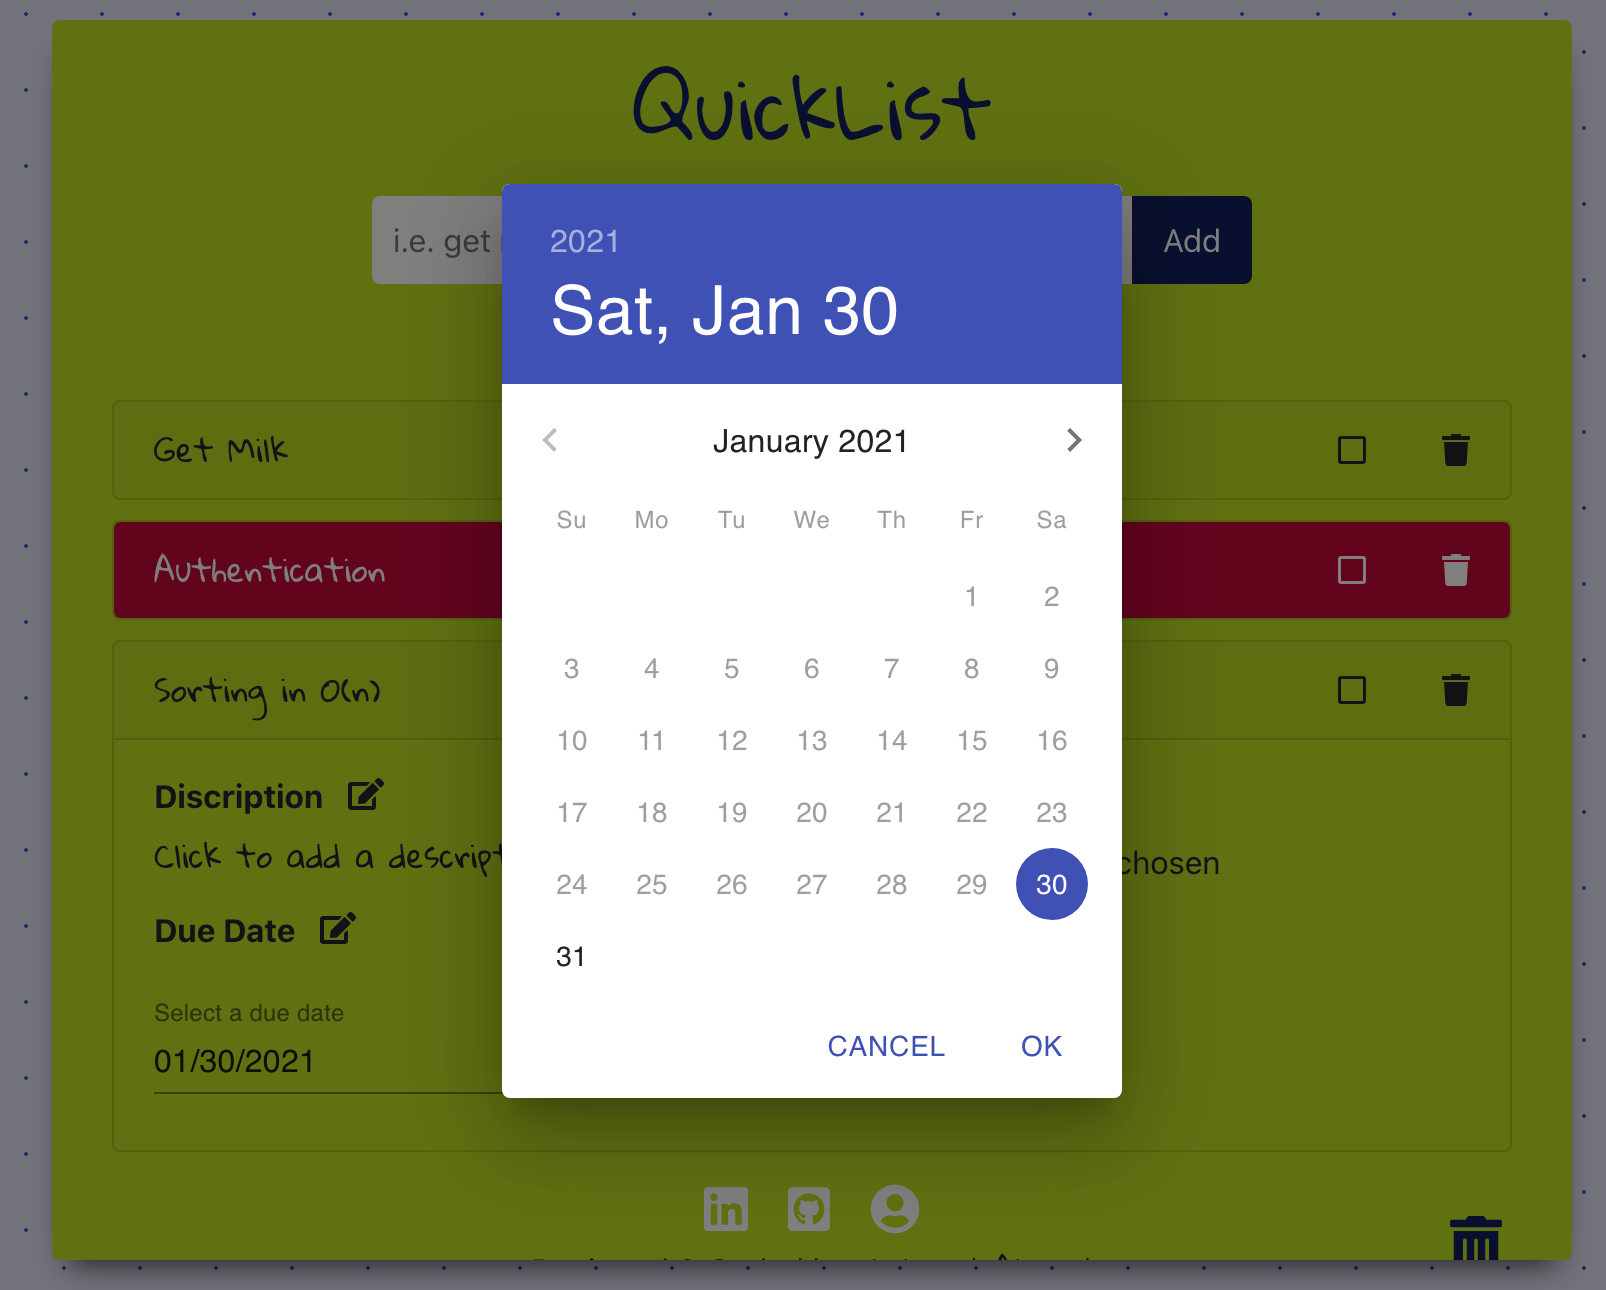 QuickList
i.e. get
Add
2021
Sat, Jan 30
January 2021
Su Mo Tu We Th Fr Sa
1 2
3 4 5 6 7 8 9
10 11 12 13 14 15 16
17 18 19 20 21 22 23
24 25 26 27 28 29 30
31
CANCEL OK
Get Milk
Authentication
Sorting in O(n)
Discription
Click to add a descript
chosen
Due Date
Select a due date
01/30/2021
in